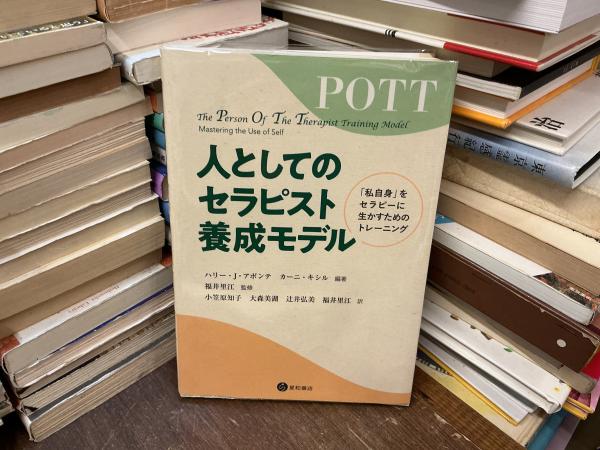 POTT
The Person Of The Therapist Training Model
Mastering the Use of Self
人としての
セラピスト
養成モデル
「私自身」を
セラピーに
生かすための
トレーニング
ハリー・J・アポンテ カーニ・キシル 編著
福井里江 監修
小笠原知子 大森美湖 辻井弘美 福井里江 訳
星和書店